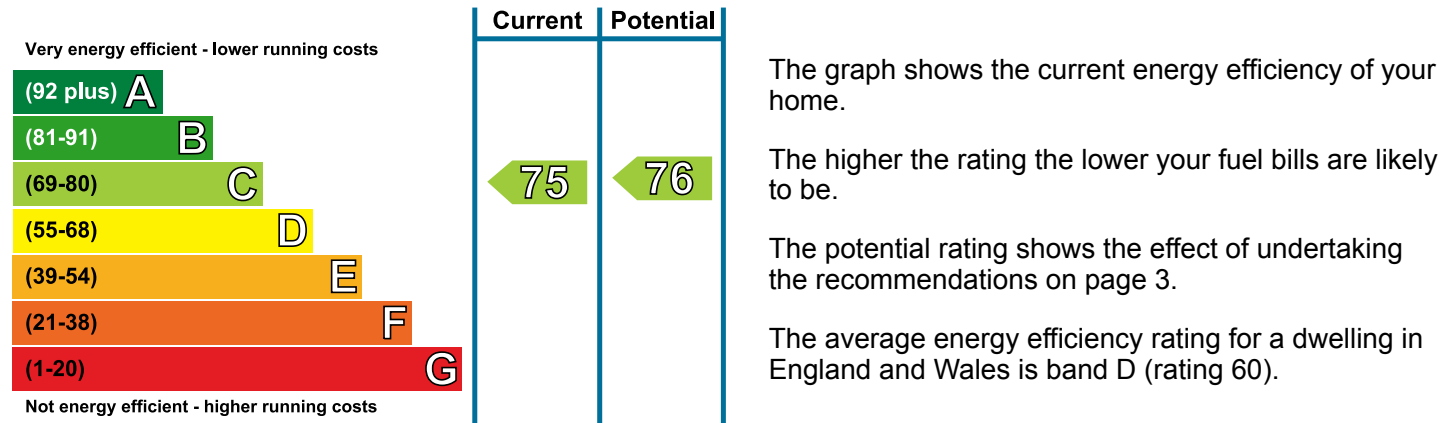 Current Potential
Very energy efficient - lower running costs
(92 plus) A
(81-91) B
(69-80) C
(55-68) D
(39-54) E
(21-38) F
(1-20) G
Not energy efficient - higher running costs
75 76
The graph shows the current energy efficiency of your
home.
The higher the rating the lower your fuel bills are likely
to be.
The potential rating shows the effect of undertaking
the recommendations on page 3.
The average energy efficiency rating for a dwelling in
England and Wales is band D (rating 60).